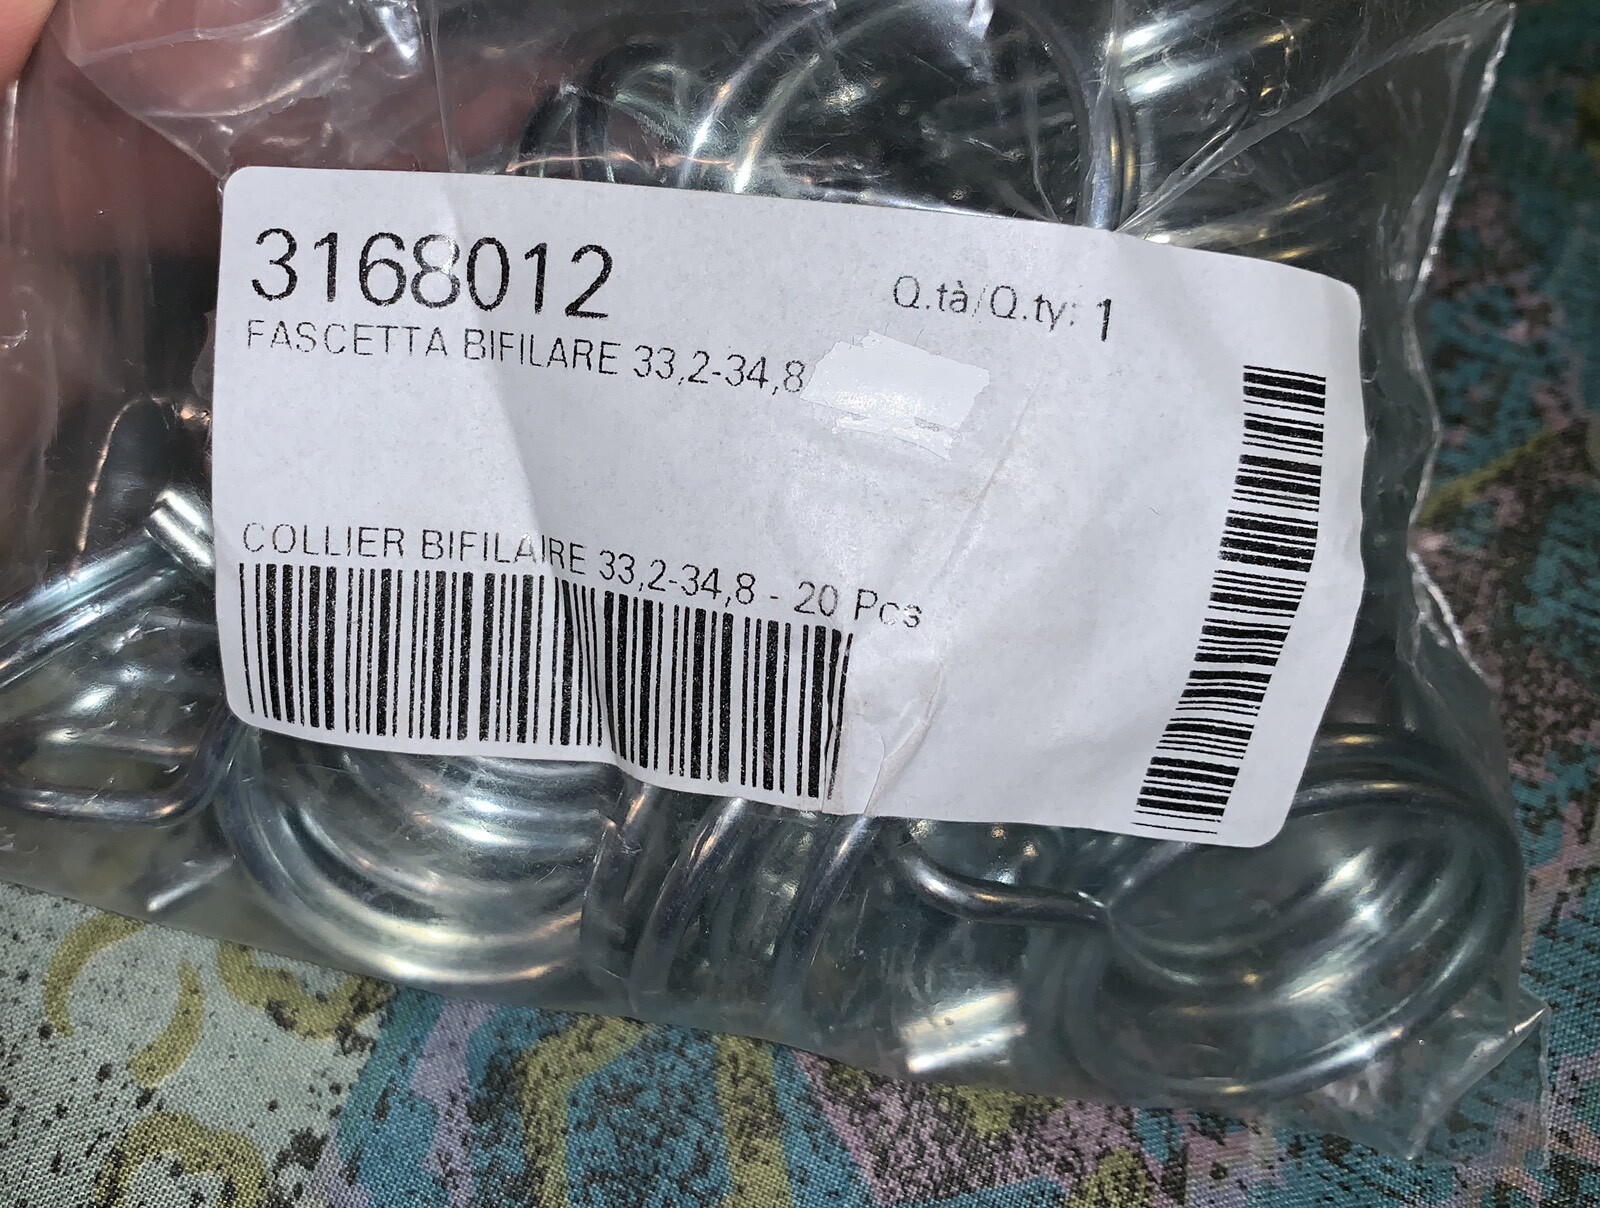 3168012
Q.tà/Q.ty: 1
FASCETTA BIFILARE 33,2-34,8
COLLIER BIFILAIRE 33,2-34,8 - 20 Pcs